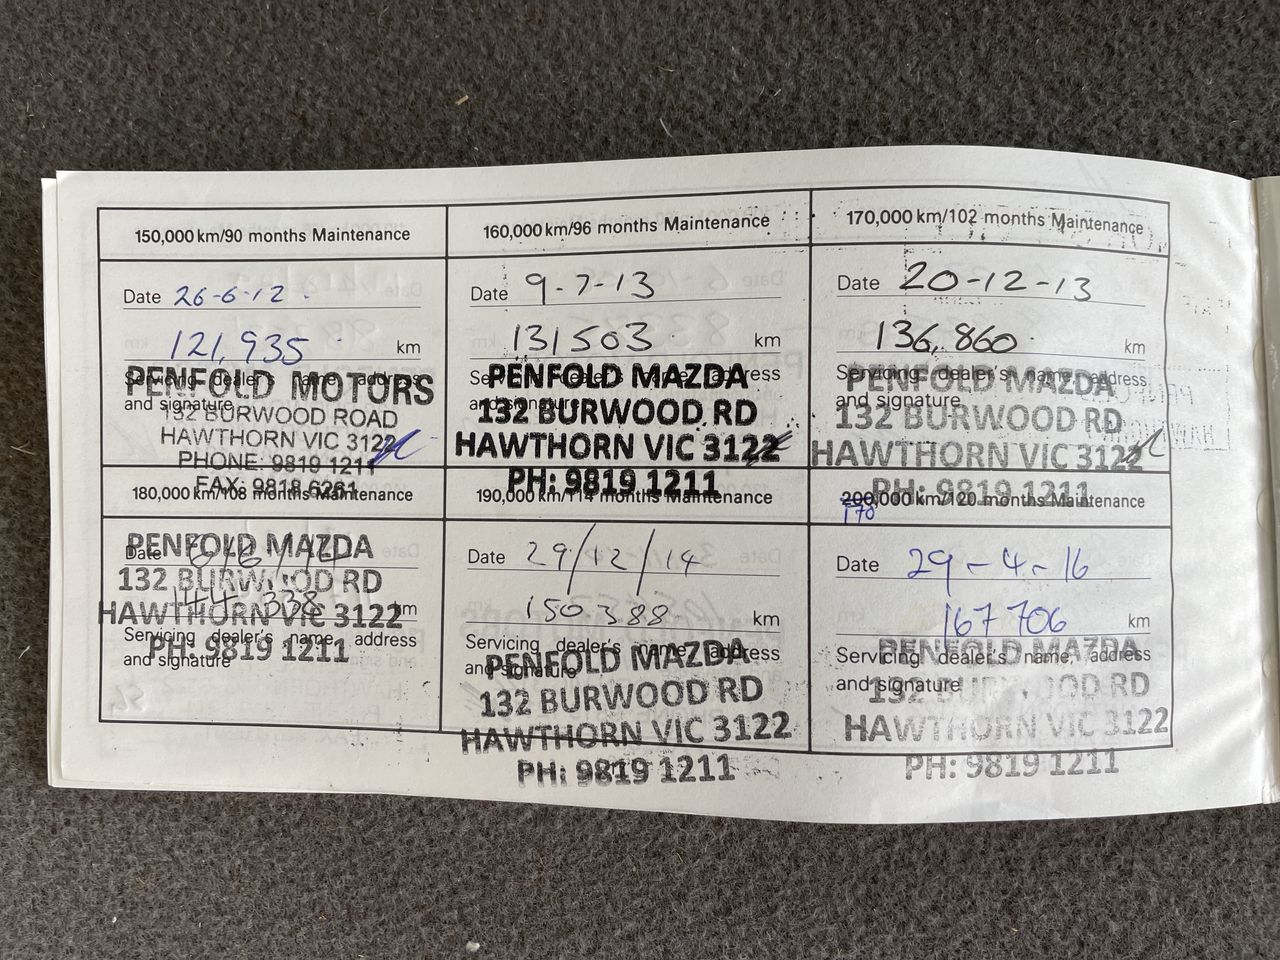 150,000 km/90 months Maintenance
Date 26-6-12
121,935 km
Servicing dealer's name, address
and signature
PENFOLD MOTORS
132 BURWOOD ROAD
HAWTHORN VIC 3122
PHONE: 9819 1211
FAX: 9818 6261
160,000 km/96 months Maintenance
Date 9-7-13
131503 km
PENFOLD MAZDA
132 BURWOOD RD
HAWTHORN VIC 3122
PH: 9819 1211
170,000 km/102 months Maintenance
Date 20-12-13
136,860 km
Servicing dealer's name, address
and signature
PENFOLD MAZDA
132 BURWOOD RD
HAWTHORN VIC 3122
PH: 9819 1211
180,000 km/108 months Maintenance
Date
144 338 km
Servicing dealer's name, address
and signature
PENFOLD MAZDA
132 BURWOOD RD
HAWTHORN VIC 3122
PH: 9819 1211
190,000 km/114 months Maintenance
Date 29/12/14
150388 km
Servicing dealer's name, address
and signature
PENFOLD MAZDA
132 BURWOOD RD
HAWTHORN VIC 3122
PH: 9819 1211
200,000 km/120 months Maintenance
170
Date 29-4-16
167706 km
Servicing dealer's name, address
and signature
PENFOLD MAZDA
132 BURWOOD RD
HAWTHORN VIC 3122
PH: 9819 1211